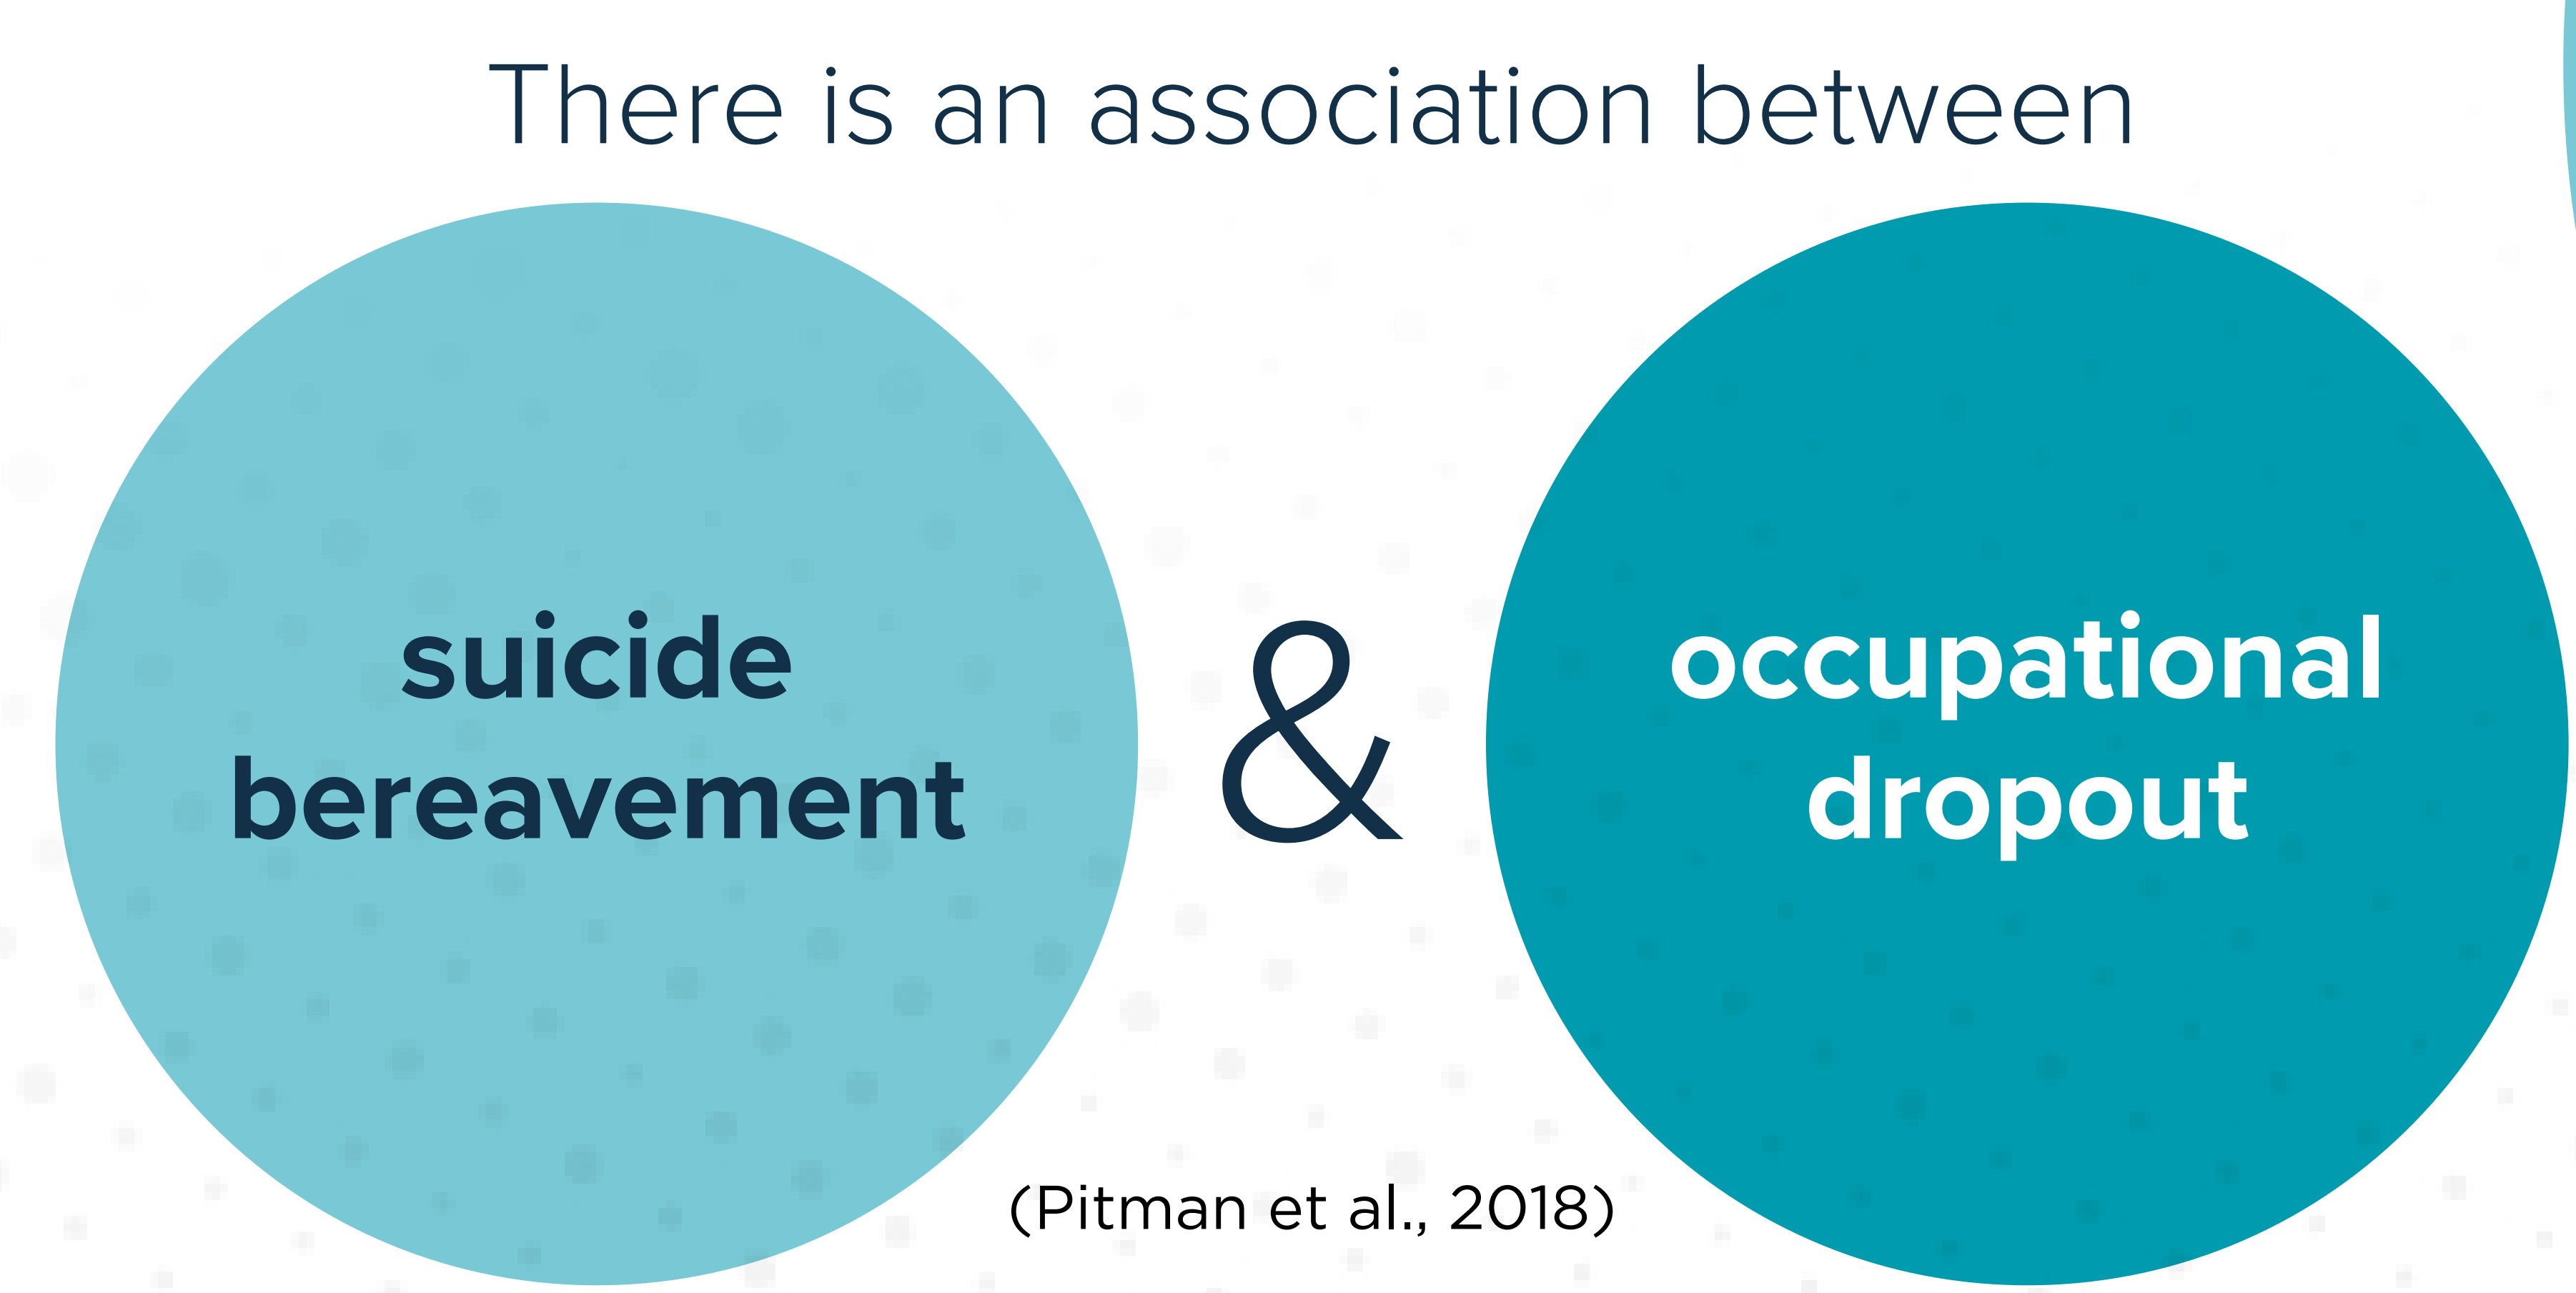 There is an association between
suicide
bereavement
&
occupational
dropout
(Pitman et al., 2018)